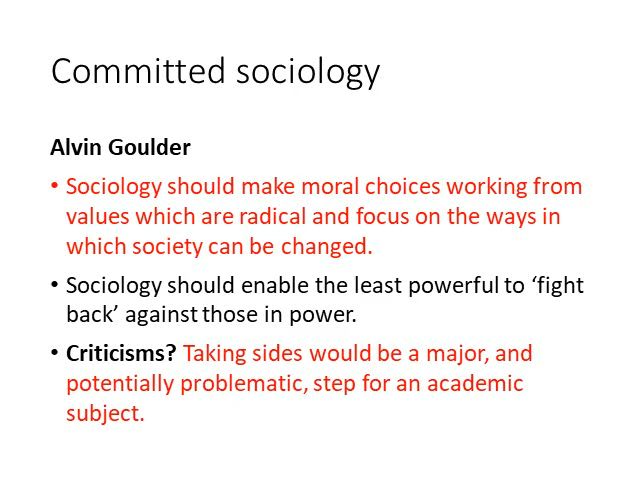 Committed sociology
Alvin Goulder
• Sociology should make moral choices working from
values which are radical and focus on the ways in
which society can be changed.
• Sociology should enable the least powerful to ‘fight
back’ against those in power.
• Criticisms? Taking sides would be a major, and
potentially problematic, step for an academic
subject.